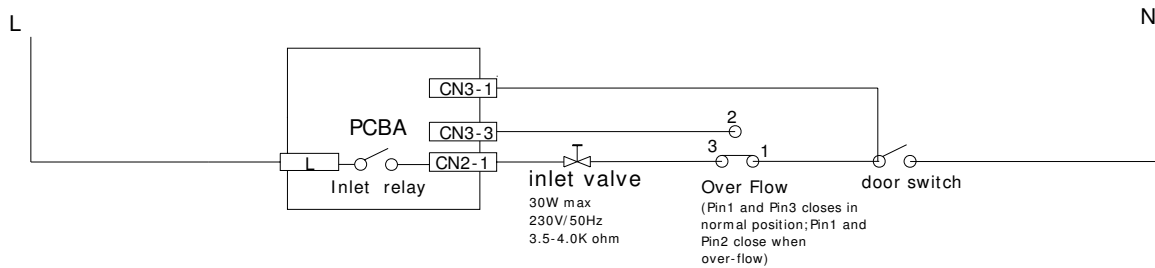 L
N
CN3-1
2
PCBA
CN3-3
3
1
L
CN2-1
Inlet relay
inlet valve
30W max
230V/50Hz
3.5-4.0K ohm
Over Flow
(Pin1 and Pin3 closes in
normal position;Pin1 and
Pin2 close when
over-flow)
door switch